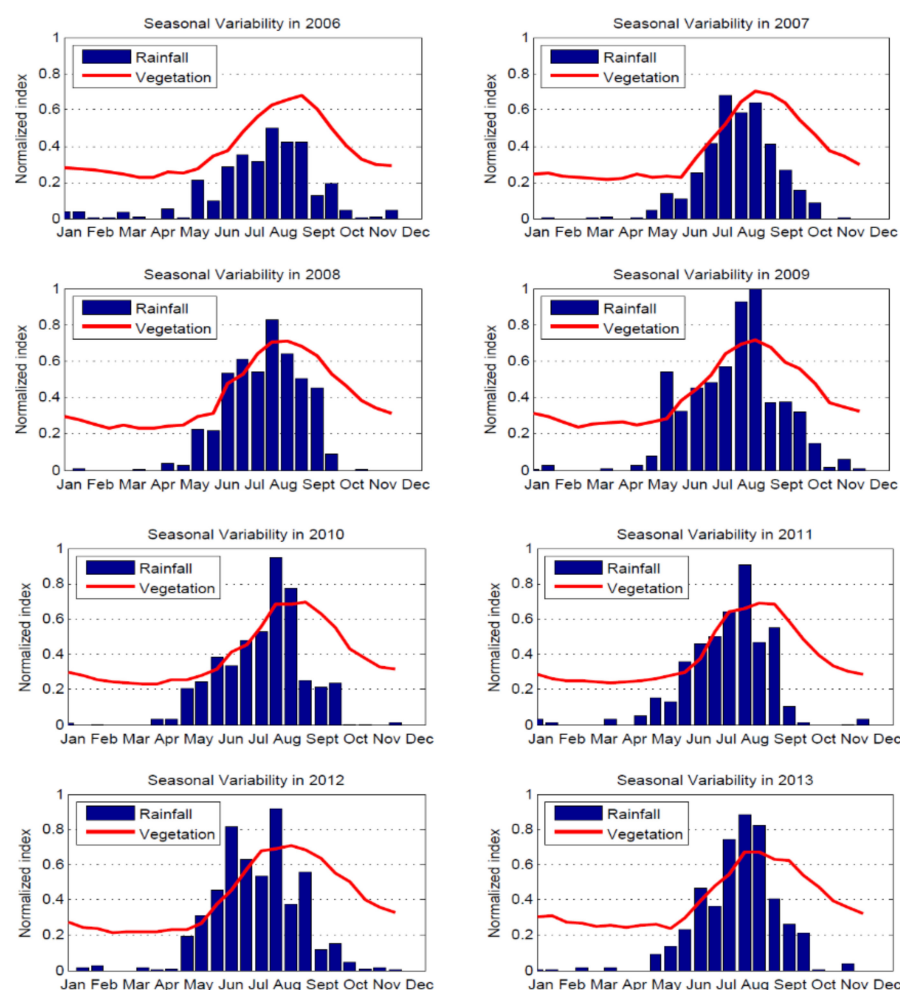 Seasonal Variability in 2006
Normalized index
1
0.8
0.6
0.4
0.2
0
Rainfall
Vegetation
Jan Feb Mar Apr May Jun Jul Aug Sept Oct Nov Dec
Seasonal Variability in 2007
Normalized index
1
0.8
0.6
0.4
0.2
0
Rainfall
Vegetation
Jan Feb Mar Apr May Jun Jul Aug Sept Oct Nov Dec
Seasonal Variability in 2008
Normalized index
1
0.8
0.6
0.4
0.2
0
Rainfall
Vegetation
Jan Feb Mar Apr May Jun Jul Aug Sept Oct Nov Dec
Seasonal Variability in 2009
Normalized index
1
0.8
0.6
0.4
0.2
0
Rainfall
Vegetation
Jan Feb Mar Apr May Jun Jul Aug Sept Oct Nov Dec
Seasonal Variability in 2010
Normalized index
1
0.8
0.6
0.4
0.2
0
Rainfall
Vegetation
Jan Feb Mar Apr May Jun Jul Aug Sept Oct Nov Dec
Seasonal Variability in 2011
Normalized index
1
0.8
0.6
0.4
0.2
0
Rainfall
Vegetation
Jan Feb Mar Apr May Jun Jul Aug Sept Oct Nov Dec
Seasonal Variability in 2012
Normalized index
1
0.8
0.6
0.4
0.2
0
Rainfall
Vegetation
Jan Feb Mar Apr May Jun Jul Aug Sept Oct Nov Dec
Seasonal Variability in 2013
Normalized index
1
0.8
0.6
0.4
0.2
0
Rainfall
Vegetation
Jan Feb Mar Apr May Jun Jul Aug Sept Oct Nov Dec